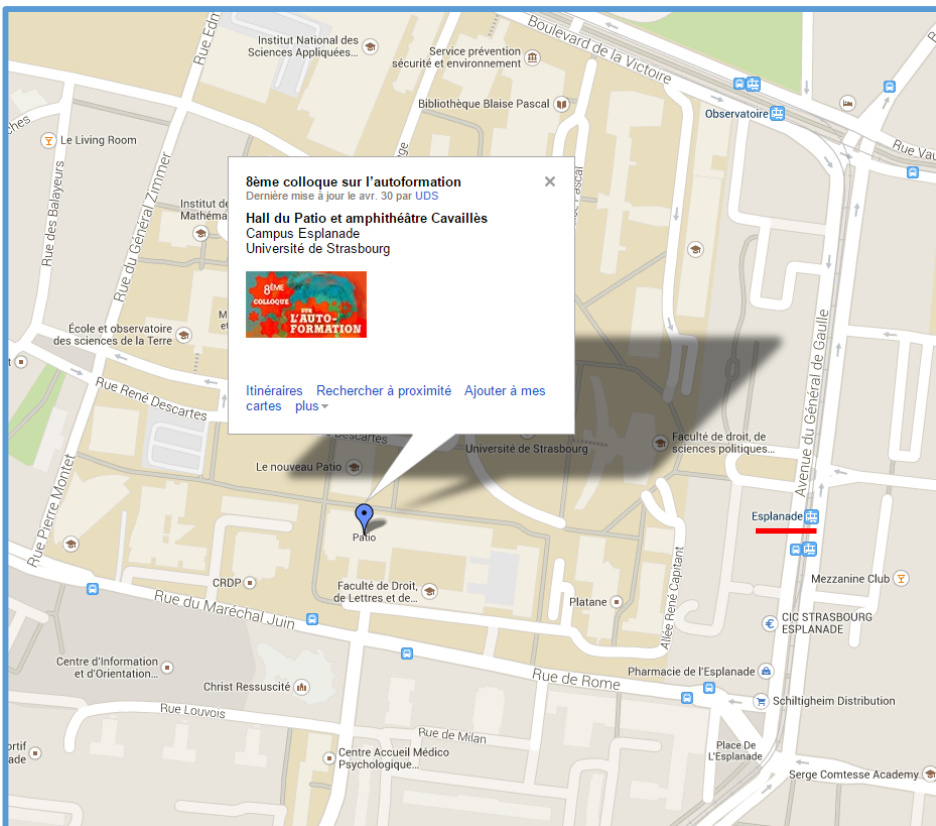 Boulevard de la Victoire
Institut National des
Sciences Appliquées...
Service prévention
sécurité et environnement
Bibliothèque Blaise Pascal
Observatoire
Rue Vau
Rue Edm
ches
Le Living Room
Rue des Balayeurs
Rue du Général Zimmer
Institut de
Mathéma
8ème colloque sur l'autoformation
Dernière mise à jour le avr. 30 par UDS
Hall du Patio et amphithéâtre Cavaillès
Campus Esplanade
Université de Strasbourg
8ÈME
COLLOQUE
SUR
L'AUTO-
FORMATION
Itinéraires Rechercher à proximité Ajouter à mes
cartes plus
Pascal
M
et
École et observatoire
des sciences de la Terre
Rue René Descartes
Descartes
Université de Strasbourg
Faculté de droit, de
sciences politiques...
Avenue du Général de Gaulle
Le nouveau Patio
Rue Pierre Montet
Patio
Esplanade
CRDP
Faculté de Droit,
de Lettres et de...
Platane
Allée René Capitant
Mezzanine Club
CIC STRASBOURG
ESPLANADE
Rue du Maréchal Juin
Rue de Rome
Pharmacie de l'Esplanade
Schiltigheim Distribution
Centre d'Information
et d'Orientation...
Christ Ressuscité
Rue Louvois
Rue de Milan
Centre Accueil Médico
Psychologique...
Place De
L'Esplanade
Serge Comtesse Academy
ortif
ade